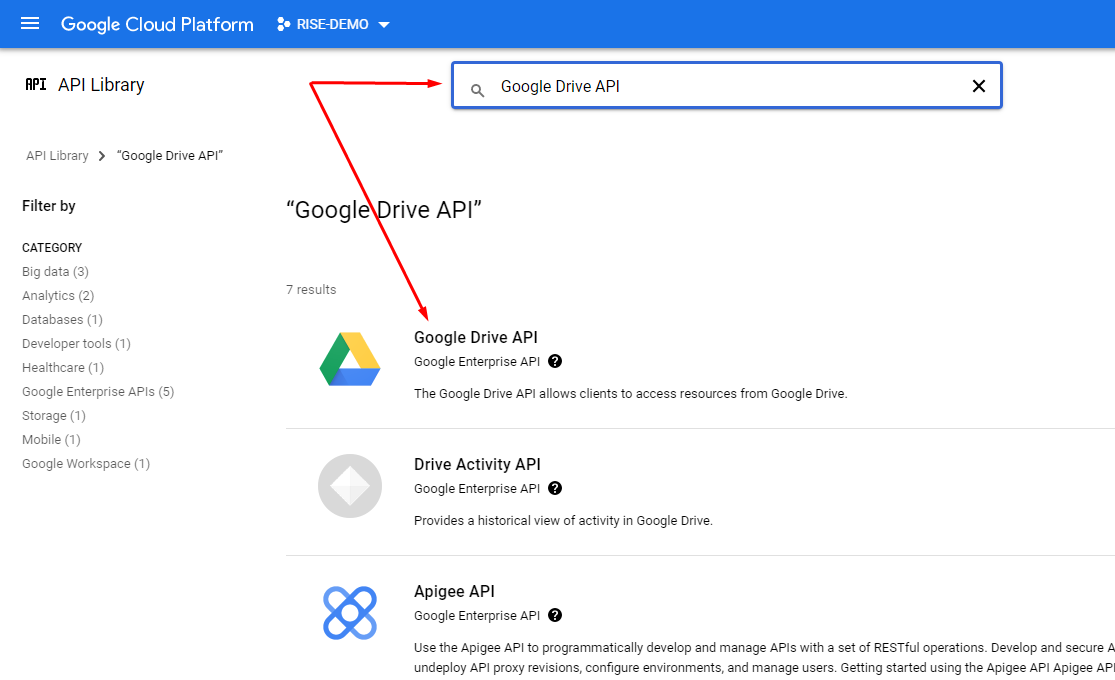 Google Cloud Platform RISE-DEMO
API API Library
Google Drive API
API Library "Google Drive API"
Filter by
CATEGORY
Big data (3)
Analytics (2)
Databases (1)
Developer tools (1)
Healthcare (1)
Google Enterprise APIs (5)
Storage (1)
Mobile (1)
Google Workspace (1)
“Google Drive API”
7 results
Google Drive API
Google Enterprise API ?
The Google Drive API allows clients to access resources from Google Drive.
Drive Activity API
Google Enterprise API ?
Provides a historical view of activity in Google Drive.
Apigee API
Google Enterprise API ?
Use the Apigee API to programmatically develop and manage APIs with a set of RESTful operations. Develop and secure A
undeploy API proxy revisions, configure environments, and manage users. Getting started using the Apigee API Apigee API